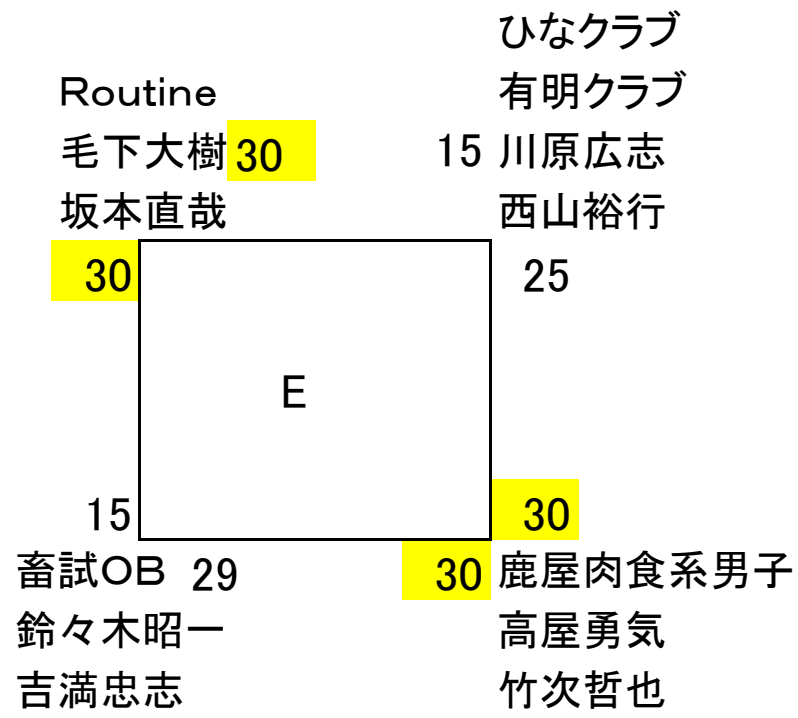 ひなクラブ
Ｒｏｕｔｉｎｅ
有明クラブ
毛下大樹 30
15 川原広志
坂本直哉
西山裕行
30
25
E
15
30
畜試ＯＢ 29
30 鹿屋肉食系男子
鈴々木昭一
高屋勇気
吉満忠志
竹次哲也